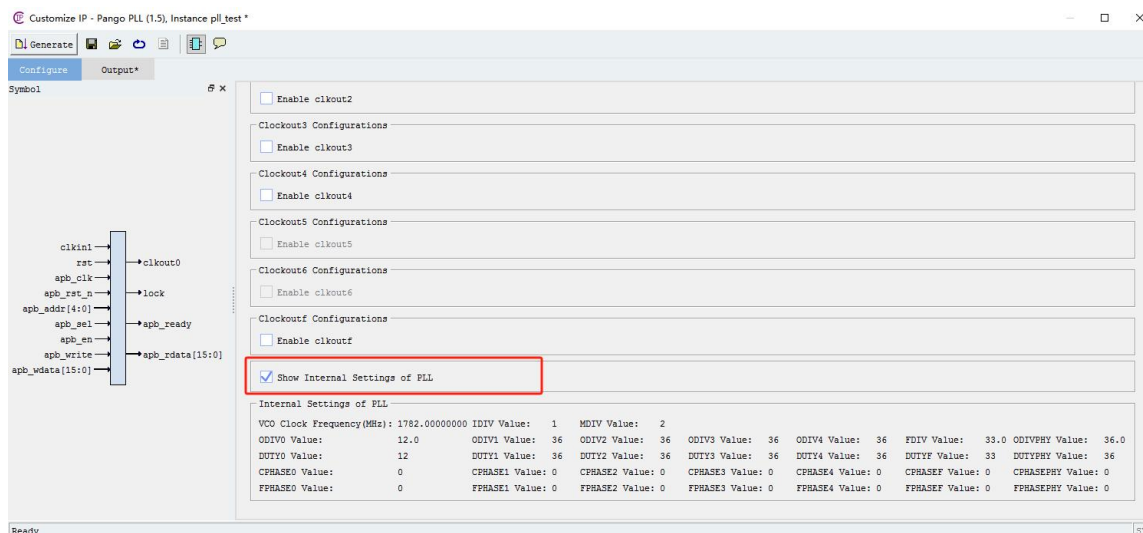 Customize IP - Pango PLL (1.5), Instance pll_test *
Generate
Configure Output*
Symbol
clkin1
rst
apb_clk
apb_rst_n
apb_addr[4:0]
apb_sel
apb_en
apb_write
apb_wdata[15:0]
clkout0
lock
apb_ready
apb_rdata[15:0]
Enable clkout2
Clockout3 Configurations
Enable clkout3
Clockout4 Configurations
Enable clkout4
Clockout5 Configurations
Enable clkout5
Clockout6 Configurations
Enable clkout6
Clockoutf Configurations
Enable clkoutf
Show Internal Settings of PLL
Internal Settings of PLL
VCO Clock Frequency(MHz): 1782.00000000 IDIV Value: 1 MDIV Value: 2
ODIV0 Value: 12.0 ODIV1 Value: 36 ODIV2 Value: 36 ODIV3 Value: 36 ODIV4 Value: 36 FDIV Value: 33.0 ODIVPHY Value: 36.0
DUTY0 Value: 12 DUTY1 Value: 36 DUTY2 Value: 36 DUTY3 Value: 36 DUTY4 Value: 36 DUTYF Value: 33 DUTYPHY Value: 36
CPHASE0 Value: 0 CPHASE1 Value: 0 CPHASE2 Value: 0 CPHASE3 Value: 0 CPHASE4 Value: 0 CPHASEF Value: 0 CPHASEPHY Value: 0
FPHASE0 Value: 0 FPHASE1 Value: 0 FPHASE2 Value: 0 FPHASE3 Value: 0 FPHASE4 Value: 0 FPHASEF Value: 0 FPHASEPHY Value: 0
Ready